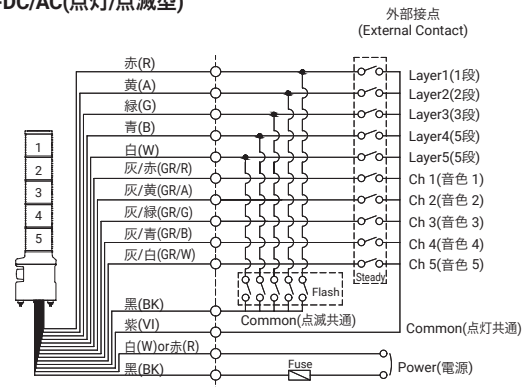 DC/AC(点灯/点滅型)
外部接点
(External Contact)
赤(R)
Layer1(1段)
黄(A)
Layer2(2段)
緑(G)
Layer3(3段)
青(B)
Layer4(5段)
白(W)
Layer5(5段)
灰/赤(GR/R)
Ch 1(音色 1)
灰/黄(GR/A)
Ch 2(音色 2)
灰/緑(GR/G)
Ch 3(音色 3)
灰/青(GR/B)
Ch 4(音色 4)
灰/白(GR/W)
Ch 5(音色 5)
1
2
3
4
5
Steady
Flash
黒(BK)
Common(点滅共通)
紫(VI)
Common(点灯共通)
白(W)or赤(R)
Fuse
Power(電源)
黒(BK)